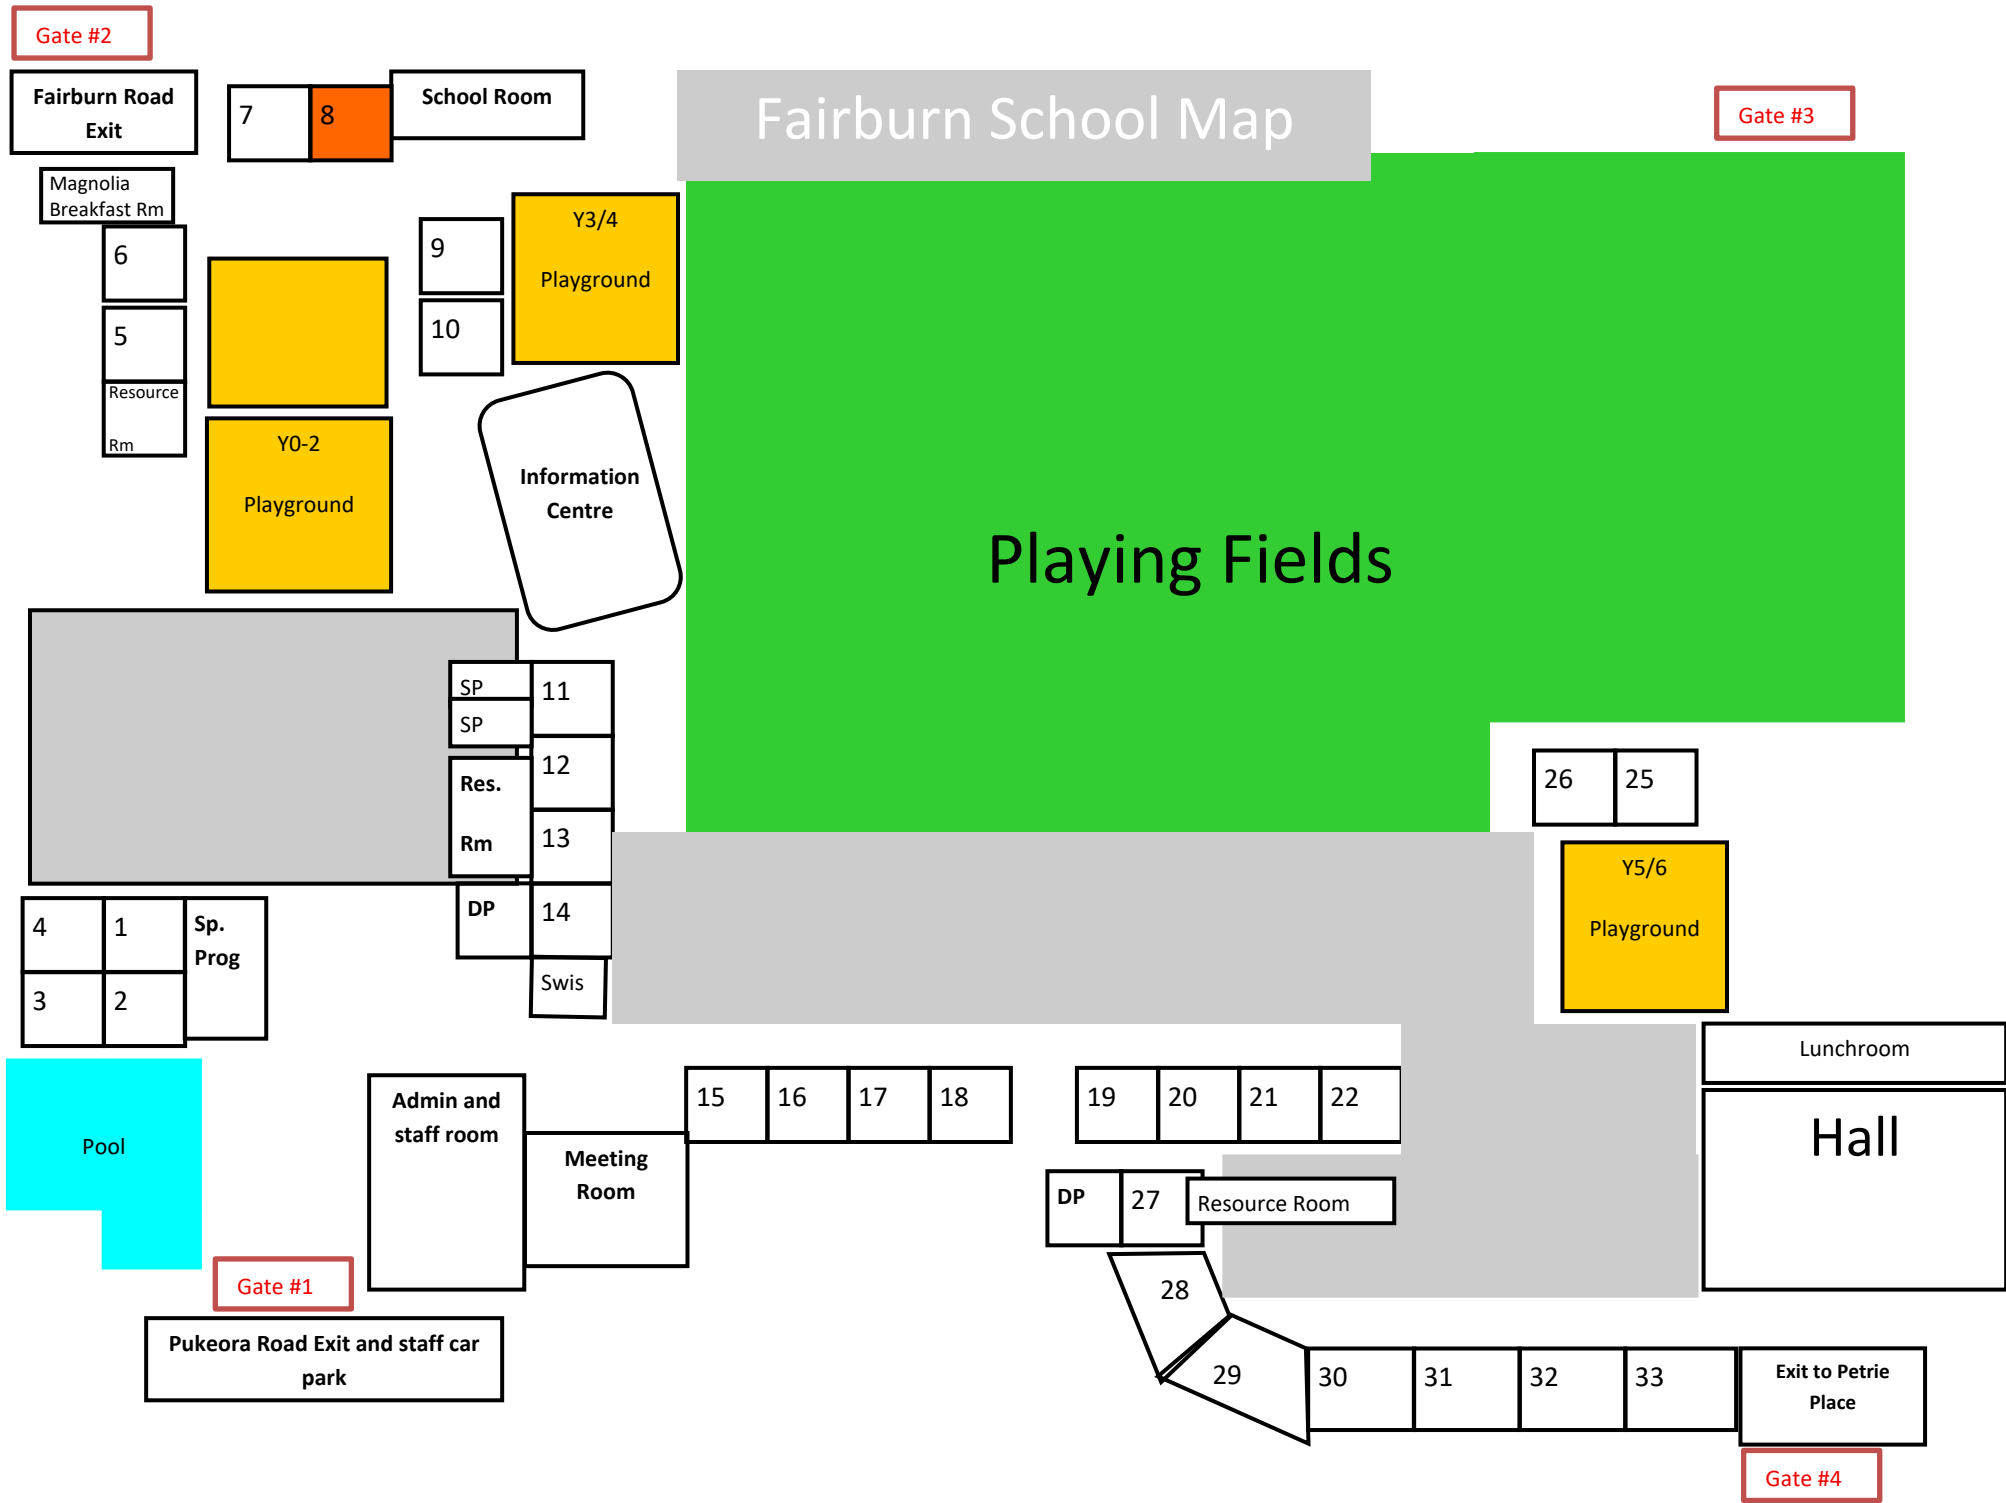 Gate #2
Fairburn Road
Exit
7
8
School Room
Fairburn School Map
Gate #3
Magnolia
Breakfast Rm
6
5
Resource
Rm
9
10
Y3/4
Playground
Y0-2
Playground
Information
Centre
Playing Fields
SP
SP
11
12
Res.
Rm
13
DP
14
Swis
26
25
Y5/6
Playground
4
1
Sp.
Prog
3
2
Pool
Admin and
staff room
Meeting
Room
15
16
17
18
19
20
21
22
Lunchroom
Hall
DP
27
Resource Room
28
29
30
31
32
33
Gate #1
Pukeora Road Exit and staff car
park
Exit to Petrie
Place
Gate #4